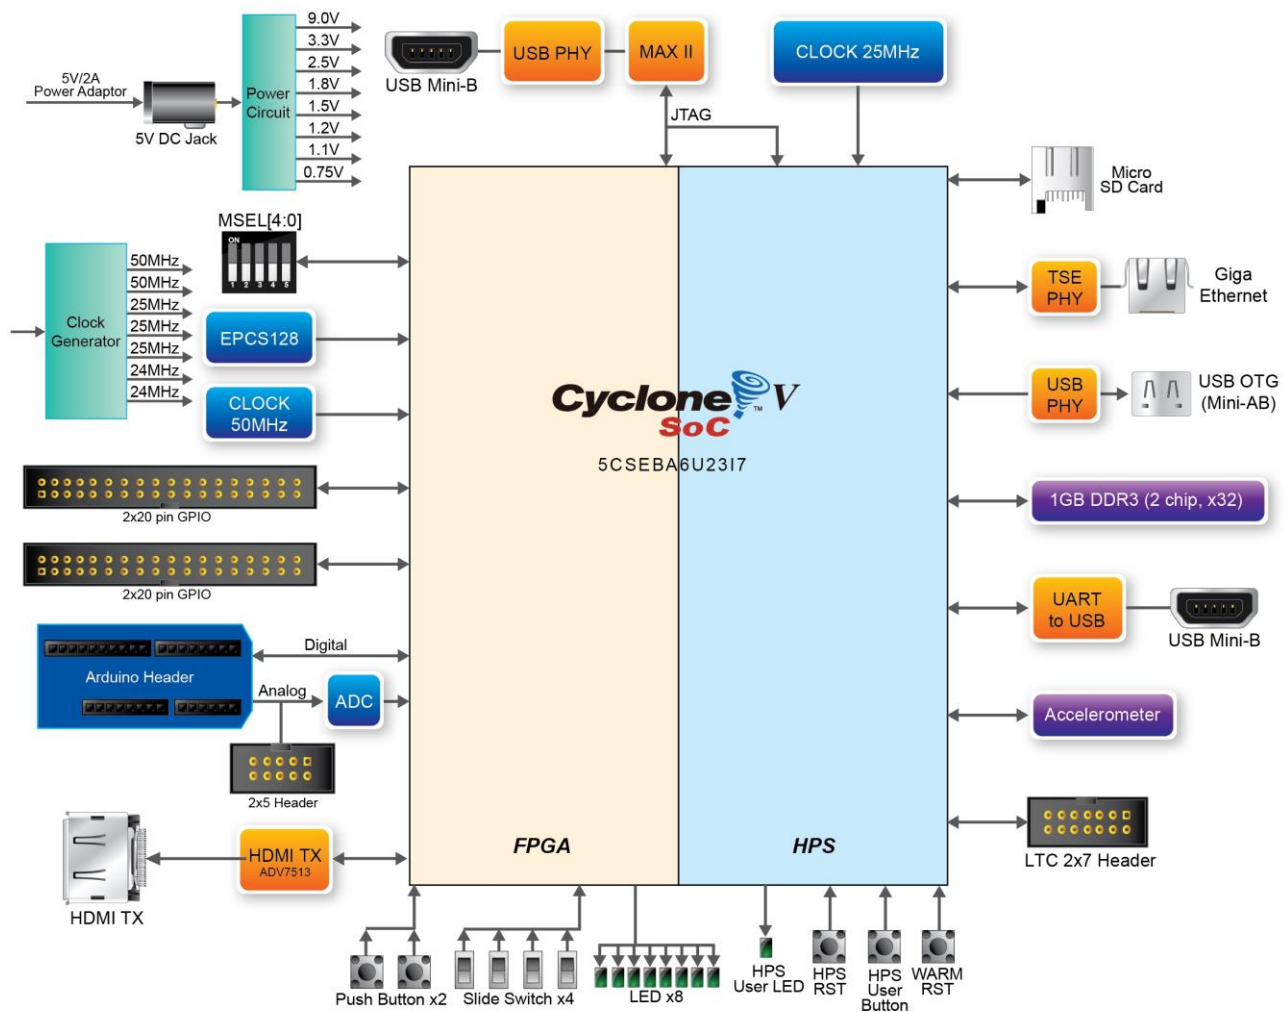 5V/2A
Power Adaptor
5V DC Jack
Power
Circuit
9.0V
3.3V
2.5V
1.8V
1.5V
1.2V
1.1V
0.75V
USB Mini-B
USB PHY
MAX II
JTAG
CLOCK 25MHz
Micro
SD Card
MSEL[4:0]
ON
1 2 3 4 5
Clock
Generator
50MHz
50MHz
25MHz
25MHz
25MHz
24MHz
24MHz
EPCS128
CLOCK
50MHz
TSE
PHY
Giga
Ethernet
USB
PHY
USB OTG
(Mini-AB)
Cyclone V
TM
SoC
5CSEBA6U23I7
2x20 pin GPIO
2x20 pin GPIO
1GB DDR3 (2 chip, x32)
UART
to USB
USB Mini-B
Arduino Header
Digital
Analog
ADC
2x5 Header
Accelerometer
HDMI TX
HDMI TX
ADV7513
FPGA
HPS
LTC 2x7 Header
Push Button x2
Slide Switch x4
LED x8
HPS
User LED
HPS
RST
HPS
User
Button
WARM
RST